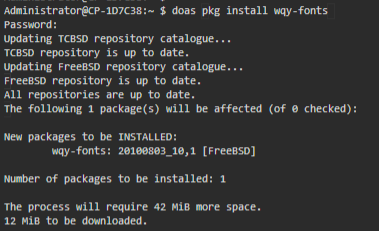 Administrator@CP-1D7C38:~ $ doas pkg install wqy-fonts
Password:
Updating TCBSD repository catalogue...
TCBSD repository is up to date.
Updating FreeBSD repository catalogue...
FreeBSD repository is up to date.
All repositories are up to date.
The following 1 package(s) will be affected (of 0 checked):
New packages to be INSTALLED:
wqy-fonts: 20100803_10,1 [FreeBSD]
Number of packages to be installed: 1
The process will require 42 MiB more space.
12 MiB to be downloaded.